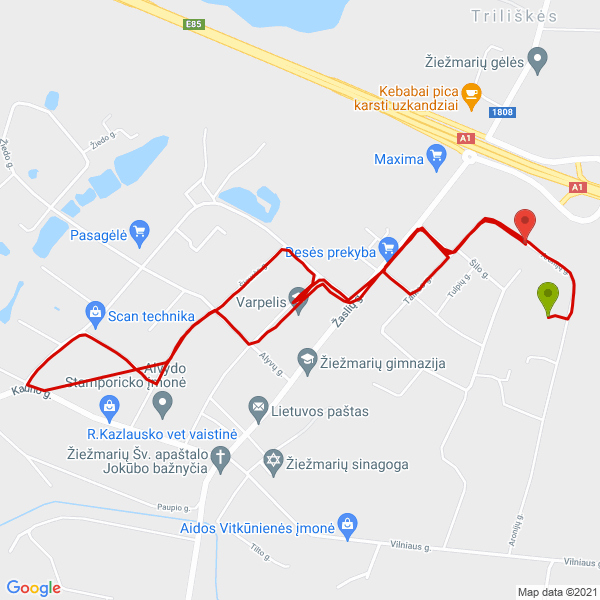 Triliškės
E85
Žiežmarių gėlės
Kebabai pica
karsti uzkandziai
1808
A1
Maxima
A1
Žiedo g.
Žiedo g.
Pasagėlė
Besės prekyba
Šilo g.
Tulpių g.
Varpelis
Scan technika
Žaslių g.
Alyvų g.
Žiežmarių gimnazija
Alvydo
Stamporicko įmonė
Kauno g.
Lietuvos paštas
R.Kazlausko vet vaistinė
Žiežmarių Šv. apaštalo
Jokūbo bažnyčia
Žiežmarių sinagoga
Paupio g.
Aidos Vitkūnienės įmonė
Aronijų g.
Tilto g.
Vilniaus g.
Vilniaus g.
Google
Map data ©2021